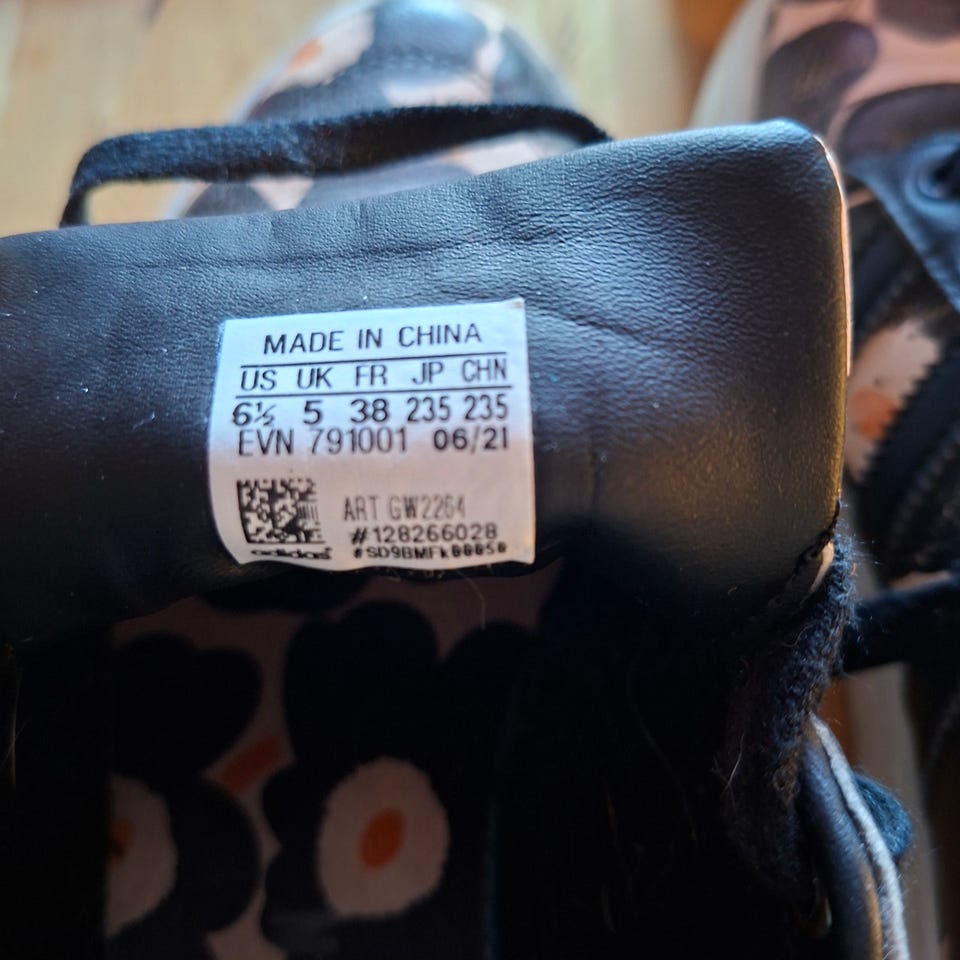 MADE IN CHINA
US UK FR JP CHN
6½ 5 38 235 235
EVN 791001 06/21
ART GW2264
#128266028
adidas